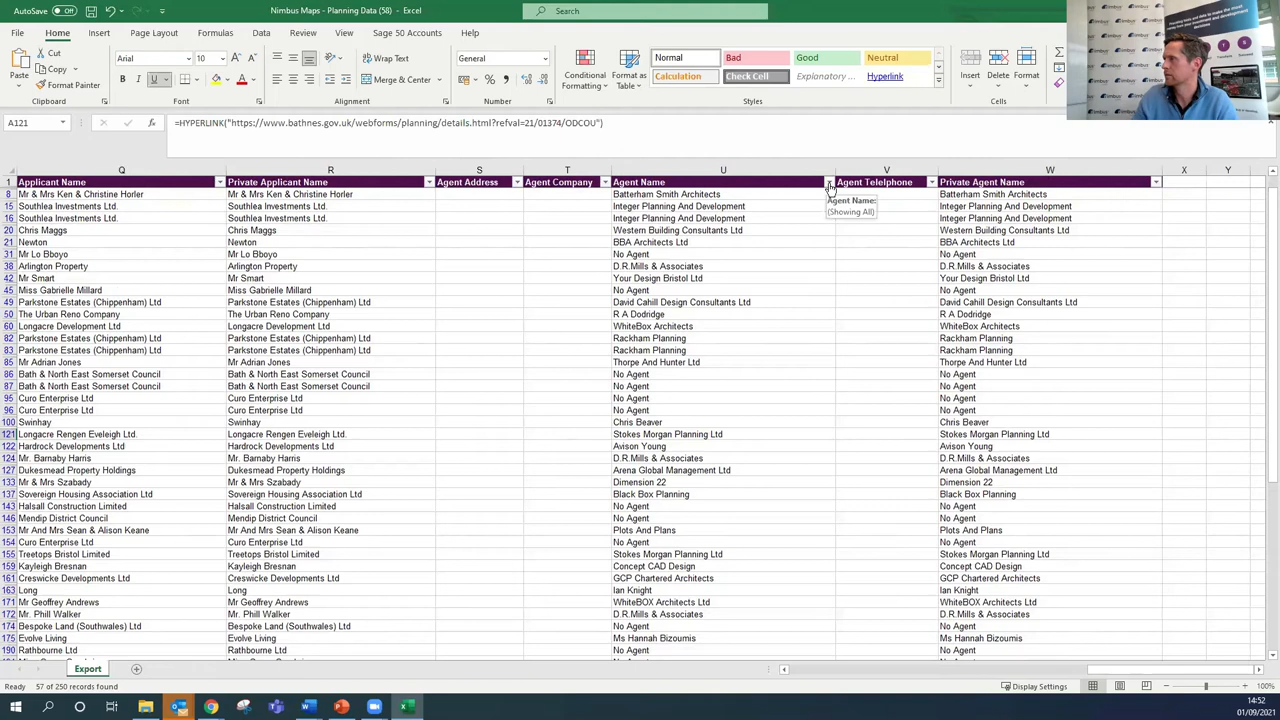 AutoSave Off Nimbus Maps - Planning Data (58) - Excel Search
File Home Insert Page Layout Formulas Data Review View Sage 50 Accounts Help
Cut
Copy
Format Painter
Paste
Arial 10
B I U A
Wrap Text
Merge & Center
General
Conditional Formatting
Format as Table
Normal Bad Good Neutral
Calculation Check Cell Explanatory ... Hyperlink
Insert Delete Format
Clipboard Font Alignment Number Styles Cells
A121 fx =HYPERLINK("https://www.bathnes.gov.uk/webforms/planning/details.html?refval=21/01374/ODCOU")
Q R S T U V W X Y
1 Applicant Name Private Applicant Name Agent Address Agent Company Agent Name Agent Telelphone Private Agent Name
8 Mr & Mrs Ken & Christine Horler Mr & Mrs Ken & Christine Horler Batterham Smith Architects Batterham Smith Architects
15 Southlea Investments Ltd. Southlea Investments Ltd. Integer Planning And Development Integer Planning And Development
16 Southlea Investments Ltd. Southlea Investments Ltd. Integer Planning And Development Integer Planning And Development
20 Chris Maggs Chris Maggs Western Building Consultants Ltd Western Building Consultants Ltd
21 Newton Newton BBA Architects Ltd BBA Architects Ltd
31 Mr Lo Bboyo Mr Lo Bboyo No Agent No Agent
38 Arlington Property Arlington Property D.R.Mills & Associates D.R.Mills & Associates
42 Mr Smart Mr Smart Your Design Bristol Ltd Your Design Bristol Ltd
45 Miss Gabrielle Millard Miss Gabrielle Millard No Agent No Agent
49 Parkstone Estates (Chippenham) Ltd Parkstone Estates (Chippenham) Ltd David Cahill Design Consultants Ltd David Cahill Design Consultants Ltd
50 The Urban Reno Company The Urban Reno Company R A Dodridge R A Dodridge
60 Longacre Development Ltd Longacre Development Ltd WhiteBox Architects WhiteBox Architects
82 Parkstone Estates (Chippenham) Ltd Parkstone Estates (Chippenham) Ltd Rackham Planning Rackham Planning
83 Parkstone Estates (Chippenham) Ltd Parkstone Estates (Chippenham) Ltd Rackham Planning Rackham Planning
85 Mr Adrian Jones Mr Adrian Jones Thorpe And Hunter Ltd Thorpe And Hunter Ltd
86 Bath & North East Somerset Council Bath & North East Somerset Council No Agent No Agent
87 Bath & North East Somerset Council Bath & North East Somerset Council No Agent No Agent
95 Curo Enterprise Ltd Curo Enterprise Ltd No Agent No Agent
96 Curo Enterprise Ltd Curo Enterprise Ltd No Agent No Agent
100 Swinhay Swinhay Chris Beaver Chris Beaver
121 Longacre Rengen Eveleigh Ltd. Longacre Rengen Eveleigh Ltd. Stokes Morgan Planning Ltd Stokes Morgan Planning Ltd
122 Hardrock Developments Ltd Hardrock Developments Ltd Avison Young Avison Young
124 Mr. Barnaby Harris Mr. Barnaby Harris D.R.Mills & Associates D.R.Mills & Associates
127 Dukesmead Property Holdings Dukesmead Property Holdings Arena Global Management Ltd Arena Global Management Ltd
133 Mr & Mrs Szabady Mr & Mrs Szabady Dimension 22 Dimension 22
137 Sovereign Housing Association Ltd Sovereign Housing Association Ltd Black Box Planning Black Box Planning
143 Halsall Construction Limited Halsall Construction Limited No Agent No Agent
146 Mendip District Council Mendip District Council No Agent No Agent
153 Mr And Mrs Sean & Alison Keane Mr And Mrs Sean & Alison Keane Plots And Plans Plots And Plans
154 Curo Enterprise Ltd Curo Enterprise Ltd No Agent No Agent
155 Treetops Bristol Limited Treetops Bristol Limited Stokes Morgan Planning Ltd Stokes Morgan Planning Ltd
159 Kayleigh Bresnan Kayleigh Bresnan Concept CAD Design Concept CAD Design
161 Creswicke Developments Ltd Creswicke Developments Ltd GCP Chartered Architects GCP Chartered Architects
163 Long Long Ian Knight Ian Knight
171 Mr Geoffrey Andrews Mr Geoffrey Andrews WhiteBOX Architects Ltd WhiteBOX Architects Ltd
172 Mr. Phill Walker Mr. Phill Walker D.R.Mills & Associates D.R.Mills & Associates
174 Bespoke Land (Southwales) Ltd Bespoke Land (Southwales) Ltd No Agent No Agent
175 Evolve Living Evolve Living Ms Hannah Bizoumis Ms Hannah Bizoumis
190 Rathbourne Ltd Rathbourne Ltd No Agent No Agent
Agent Name:
(Showing All)
Export
Ready 57 of 250 records found Display Settings 100%
14:52
01/09/2021